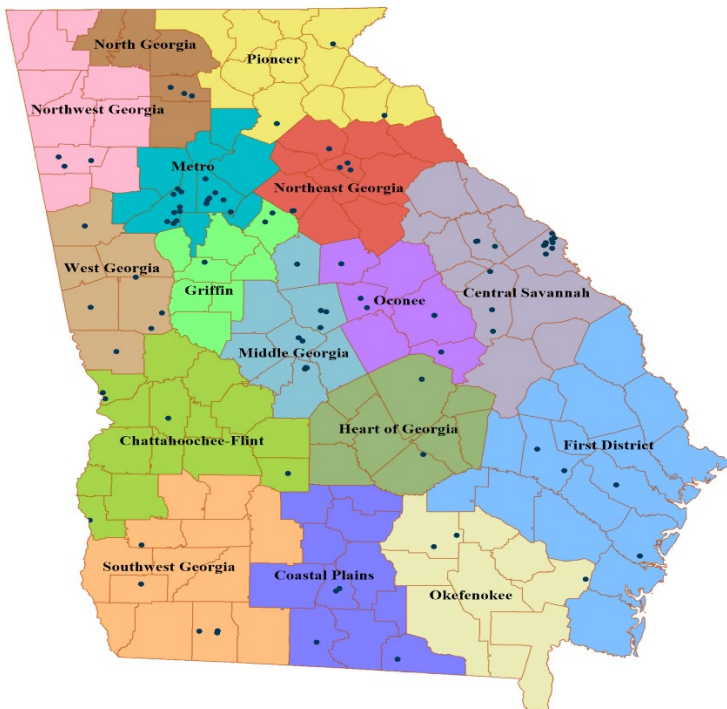 North Georgia
Pioneer
Northwest Georgia
Metro
Northeast Georgia
West Georgia
Griffin
Oconee
Central Savannah
Middle Georgia
Chattahoochee-Flint
Heart of Georgia
First District
Southwest Georgia
Coastal Plains
Okefenokee